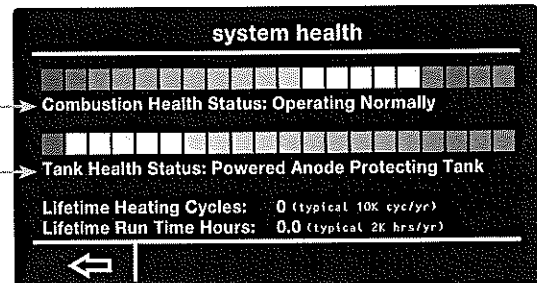 system health
Combustion Health Status: Operating Normally
Tank Health Status: Powered Anode Protecting Tank
Lifetime Heating Cycles: 0 (typical 10K cyc/yr)
Lifetime Run Time Hours: 0.0 (typical 2K hrs/yr)